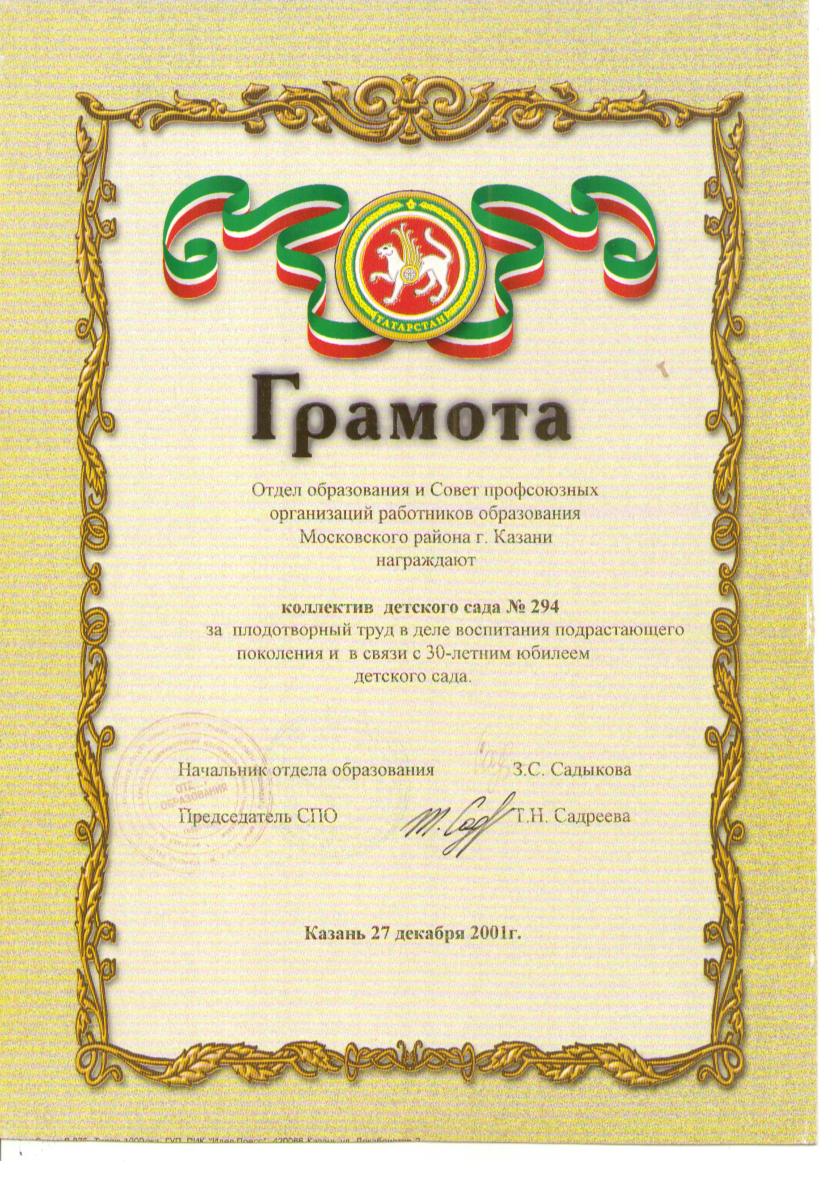 ТАТАРСТАН
Грамота
Отдел образования и Совет профсоюзных
организаций работников образования
Московского района г. Казани
награждают
коллектив детского сада № 294
за плодотворный труд в деле воспитания подрастающего
поколения и в связи с 30-летним юбилеем
детского сада.
Начальник отдела образования З.С. Садыкова
ОТД
ОБРАЗОВАНИЯ
Председатель СПО Т.Н. Садреева
Казань 27 декабря 2001г.